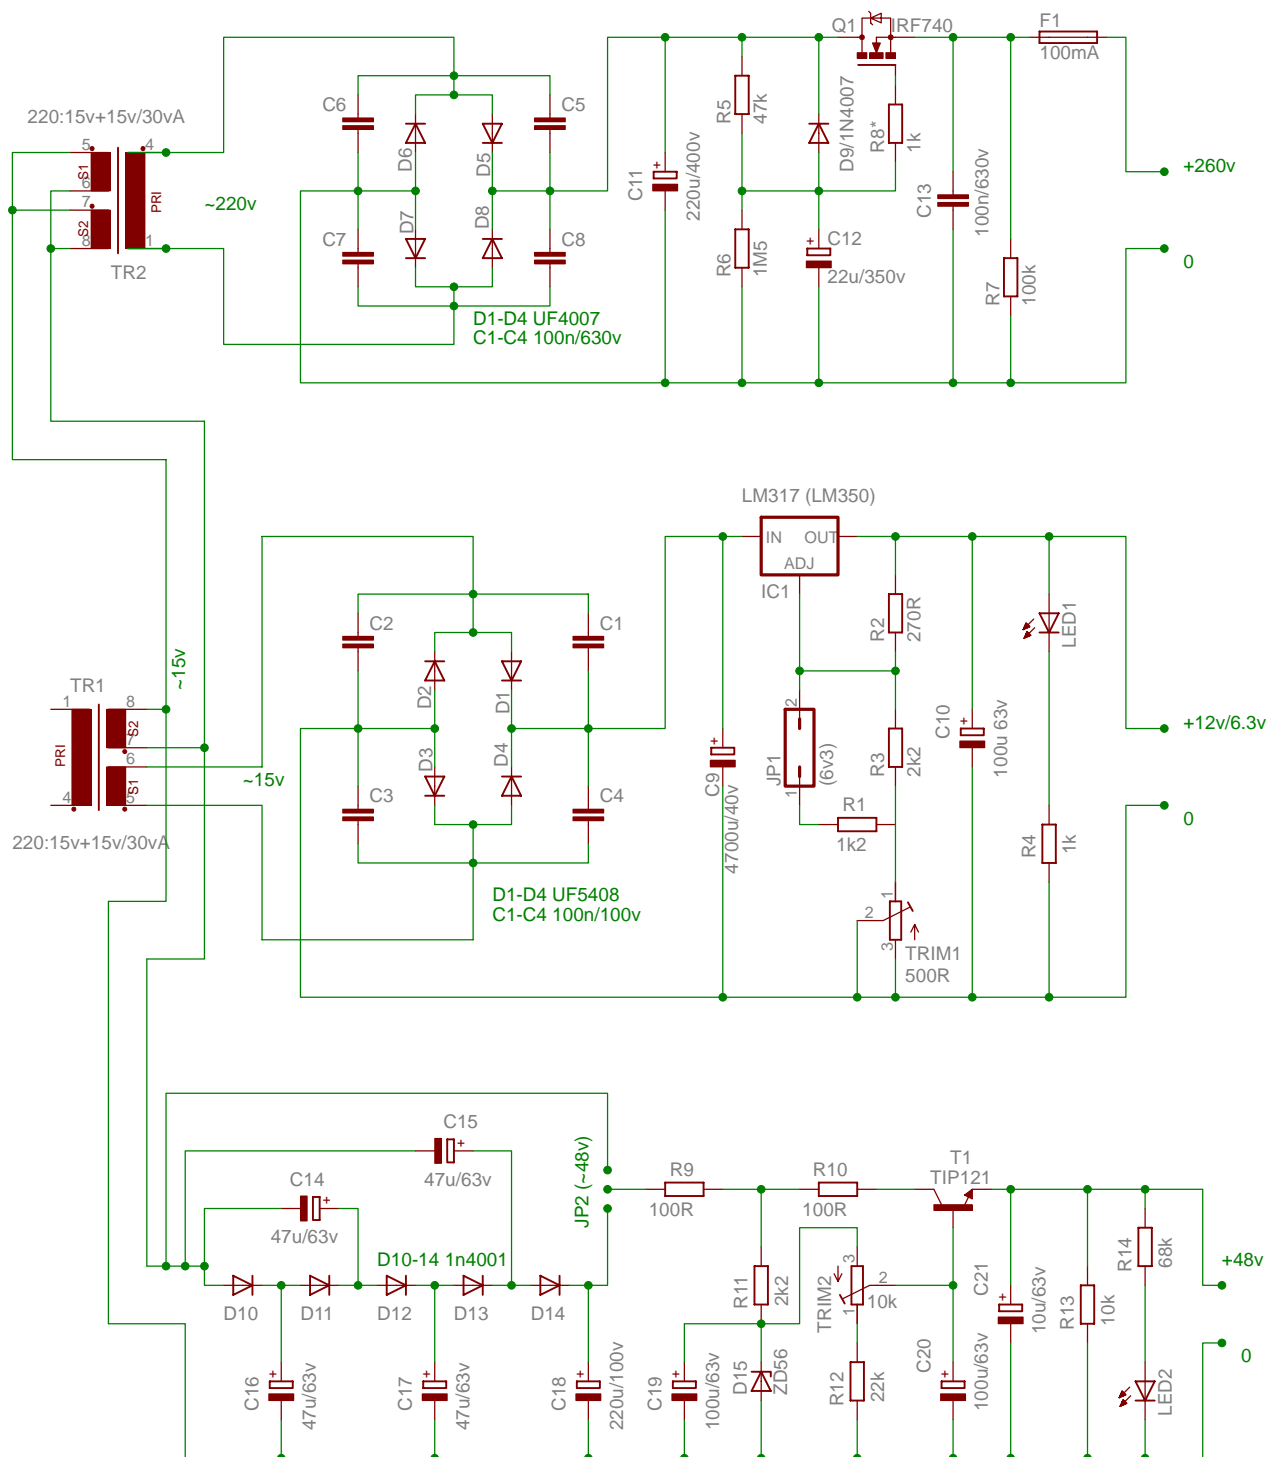 Q1
IRF740
F1
100mA
220:15v+15v/30vA
5
4
S1
6
7
S2
8
1
PRI
TR2
~220v
C6
C5
D6
D5
D7
D8
C7
C8
D1-D4 UF4007
C1-C4 100n/630v
C11
220u/400v
R5
47k
D9/1N4007
R8*
1k
R6
1M5
C12
22u/350v
C13
100n/630v
R7
100k
+260v
0
~15v
LM317 (LM350)
IN
OUT
ADJ
IC1
R2
270R
LED1
C2
C1
D2
D1
D3
D4
C3
C4
D1-D4 UF5408
C1-C4 100n/100v
TR1
1
8
S2
7
PRI
6
S1
4
5
~15v
220:15v+15v/30vA
C9
4700u/40v
2
JP1
(6v3)
1
R3
2k2
R1
1k2
C10
100u 63v
R4
1k
1
2
3
TRIM1
500R
+12v/6.3v
0
C15
47u/63v
C14
47u/63v
JP2 (~48v)
D10-14 1n4001
D10
D11
D12
D13
D14
C16
47u/63v
C17
47u/63v
C18
220u/100v
R9
100R
R10
100R
T1
TIP121
R11
2k2
TRIM2
3
2
1
10k
C19
100u/63v
D15
ZD56
R12
22k
C20
100u/63v
C21
10u/63v
R13
10k
R14
68k
LED2
+48v
0